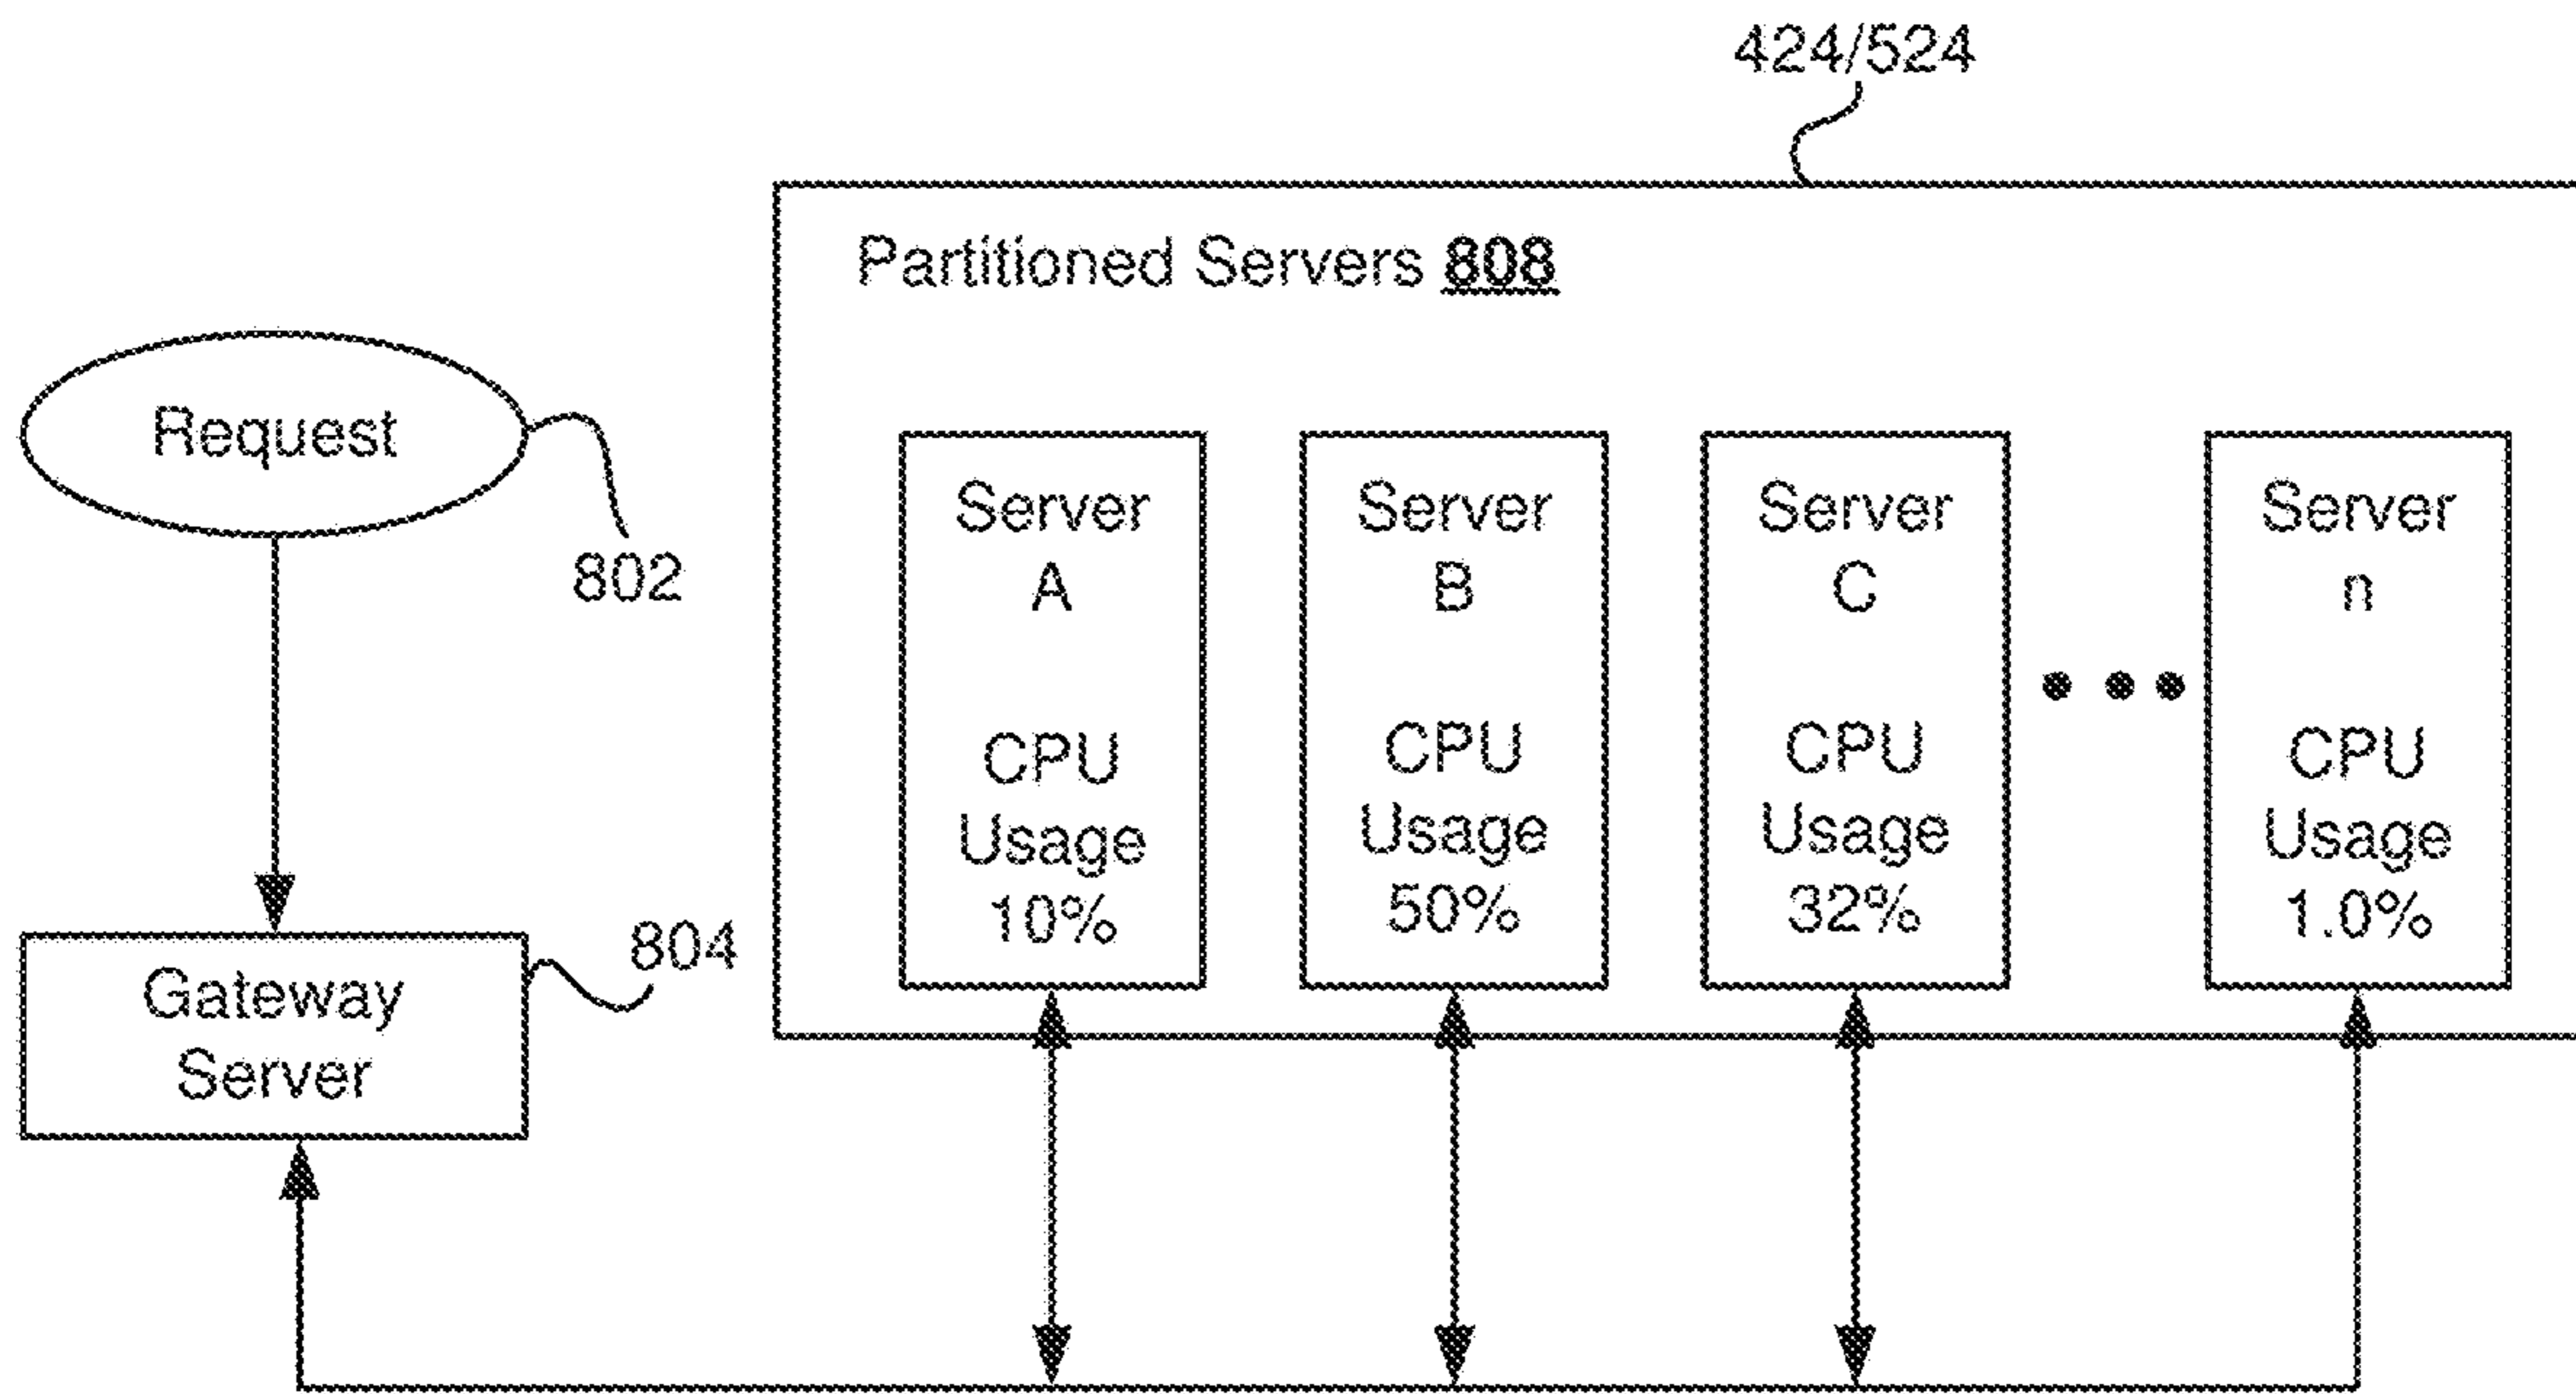 424/524
Partitioned Servers 808
Request
802
Server
A
CPU
Usage
10%
Server
B
CPU
Usage
50%
Server
C
CPU
Usage
32%
Server
n
CPU
Usage
1.0%
804
Gateway
Server